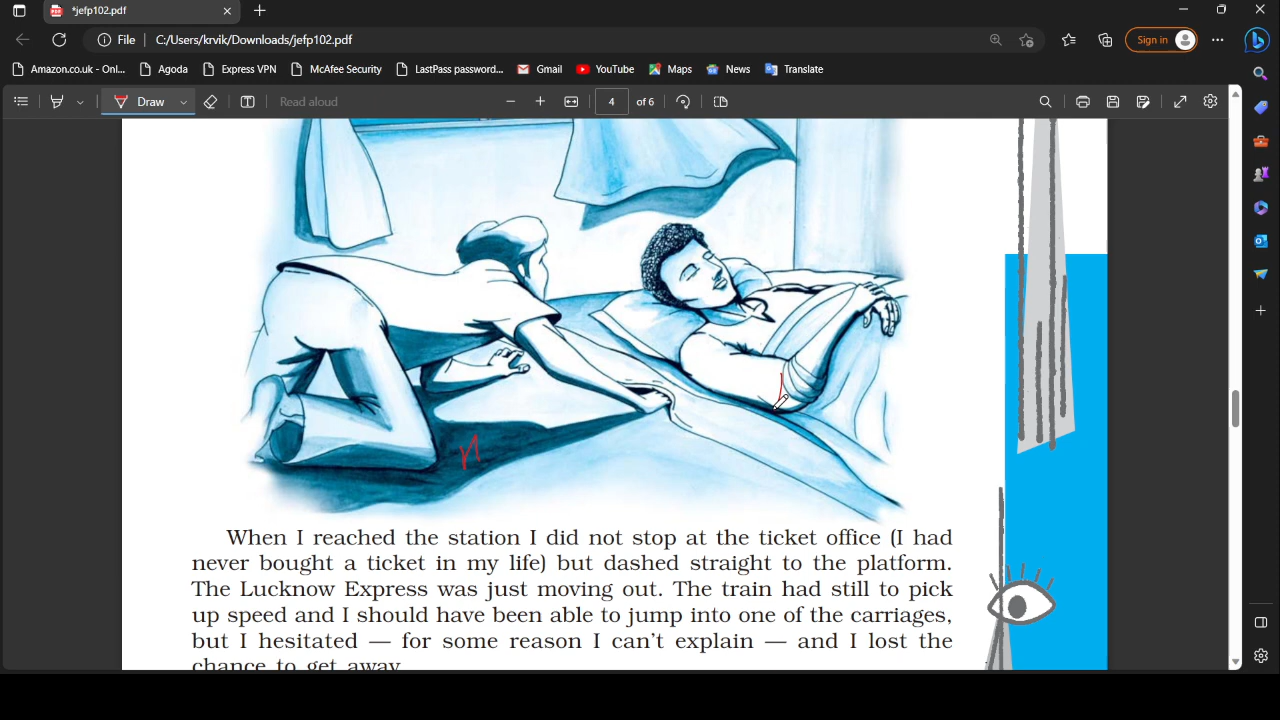 *jefp102.pdf
File
C:/Users/krvik/Downloads/jefp102.pdf
Sign in
Amazon.co.uk - Onl...
Agoda
Express VPN
McAfee Security
LastPass password...
Gmail
YouTube
Maps
News
Translate
Draw
Read aloud
4
of 6
n
When I reached the station I did not stop at the ticket office (I had
never bought a ticket in my life) but dashed straight to the platform.
The Lucknow Express was just moving out. The train had still to pick
up speed and I should have been able to jump into one of the carriages,
but I hesitated — for some reason I can't explain — and I lost the
chance to get away.